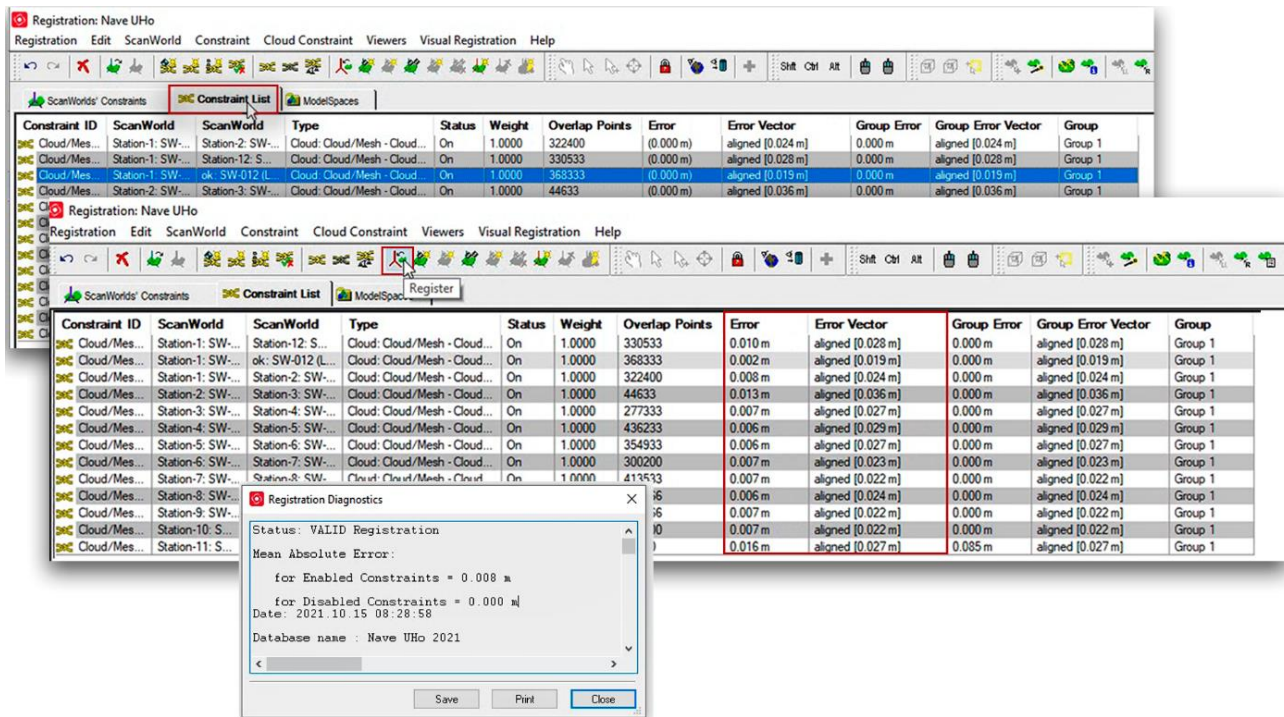 Registration: Nave UHo
Registration Edit ScanWorld Constraint Cloud Constraint Viewers Visual Registration Help
Shft Ctrl Alt
ScanWorlds' Constraints Constraint List ModelSpaces
Constraint ID ScanWorld ScanWorld Type Status Weight Overlap Points Error Error Vector Group Error Group Error Vector Group
Cloud/Mes... Station-1: SW-... Station-2: SW-... Cloud: Cloud/Mesh - Cloud... On 1.0000 322400 (0.000 m) aligned [0.024 m] 0.000 m aligned [0.024 m] Group 1
Cloud/Mes... Station-1: SW-... Station-12: S... Cloud: Cloud/Mesh - Cloud... On 1.0000 330533 (0.000 m) aligned [0.028 m] 0.000 m aligned [0.028 m] Group 1
Cloud/Mes... Station-1: SW-... ok: SW-012 (L... Cloud: Cloud/Mesh - Cloud... On 1.0000 368333 (0.000 m) aligned [0.019 m] 0.000 m aligned [0.019 m] Group 1
Cloud/Mes... Station-2: SW-... Station-3: SW-... Cloud: Cloud/Mesh - Cloud... On 1.0000 44633 (0.000 m) aligned [0.036 m] 0.000 m aligned [0.036 m] Group 1
Registration: Nave UHo
Registration Edit ScanWorld Constraint Cloud Constraint Viewers Visual Registration Help
Shft Ctrl Alt
Register
ScanWorlds' Constraints Constraint List ModelSpac
Constraint ID ScanWorld ScanWorld Type Status Weight Overlap Points Error Error Vector Group Error Group Error Vector Group
Cloud/Mes... Station-1: SW-... Station-12: S... Cloud: Cloud/Mesh - Cloud... On 1.0000 330533 0.010 m aligned [0.028 m] 0.000 m aligned [0.028 m] Group 1
Cloud/Mes... Station-1: SW-... ok: SW-012 (L... Cloud: Cloud/Mesh - Cloud... On 1.0000 368333 0.002 m aligned [0.019 m] 0.000 m aligned [0.019 m] Group 1
Cloud/Mes... Station-1: SW-... Station-2: SW-... Cloud: Cloud/Mesh - Cloud... On 1.0000 322400 0.008 m aligned [0.024 m] 0.000 m aligned [0.024 m] Group 1
Cloud/Mes... Station-2: SW-... Station-3: SW-... Cloud: Cloud/Mesh - Cloud... On 1.0000 44633 0.013 m aligned [0.036 m] 0.000 m aligned [0.036 m] Group 1
Cloud/Mes... Station-3: SW-... Station-4: SW-... Cloud: Cloud/Mesh - Cloud... On 1.0000 277333 0.007 m aligned [0.027 m] 0.000 m aligned [0.027 m] Group 1
Cloud/Mes... Station-4: SW-... Station-5: SW-... Cloud: Cloud/Mesh - Cloud... On 1.0000 436233 0.006 m aligned [0.029 m] 0.000 m aligned [0.029 m] Group 1
Cloud/Mes... Station-5: SW-... Station-6: SW-... Cloud: Cloud/Mesh - Cloud... On 1.0000 354933 0.006 m aligned [0.027 m] 0.000 m aligned [0.027 m] Group 1
Cloud/Mes... Station-6: SW-... Station-7: SW-... Cloud: Cloud/Mesh - Cloud... On 1.0000 300200 0.007 m aligned [0.023 m] 0.000 m aligned [0.023 m] Group 1
Cloud/Mes... Station-7: SW-... Station-8: SW-... Cloud: Cloud/Mesh - Cloud... On 1.0000 413533 0.007 m aligned [0.022 m] 0.000 m aligned [0.022 m] Group 1
Cloud/Mes... Station-8: SW-... 0.006 m aligned [0.024 m] 0.000 m aligned [0.024 m] Group 1
Cloud/Mes... Station-9: SW-... 0.007 m aligned [0.022 m] 0.000 m aligned [0.022 m] Group 1
Cloud/Mes... Station-10: S... 0.007 m aligned [0.022 m] 0.000 m aligned [0.022 m] Group 1
Cloud/Mes... Station-11: S... 0.016 m aligned [0.027 m] 0.085 m aligned [0.027 m] Group 1
Registration Diagnostics
Status: VALID Registration
Mean Absolute Error:
for Enabled Constraints = 0.008 m
for Disabled Constraints = 0.000 m
Date: 2021.10.15 08:28:58
Database name : Nave UHo 2021
Save Print Close